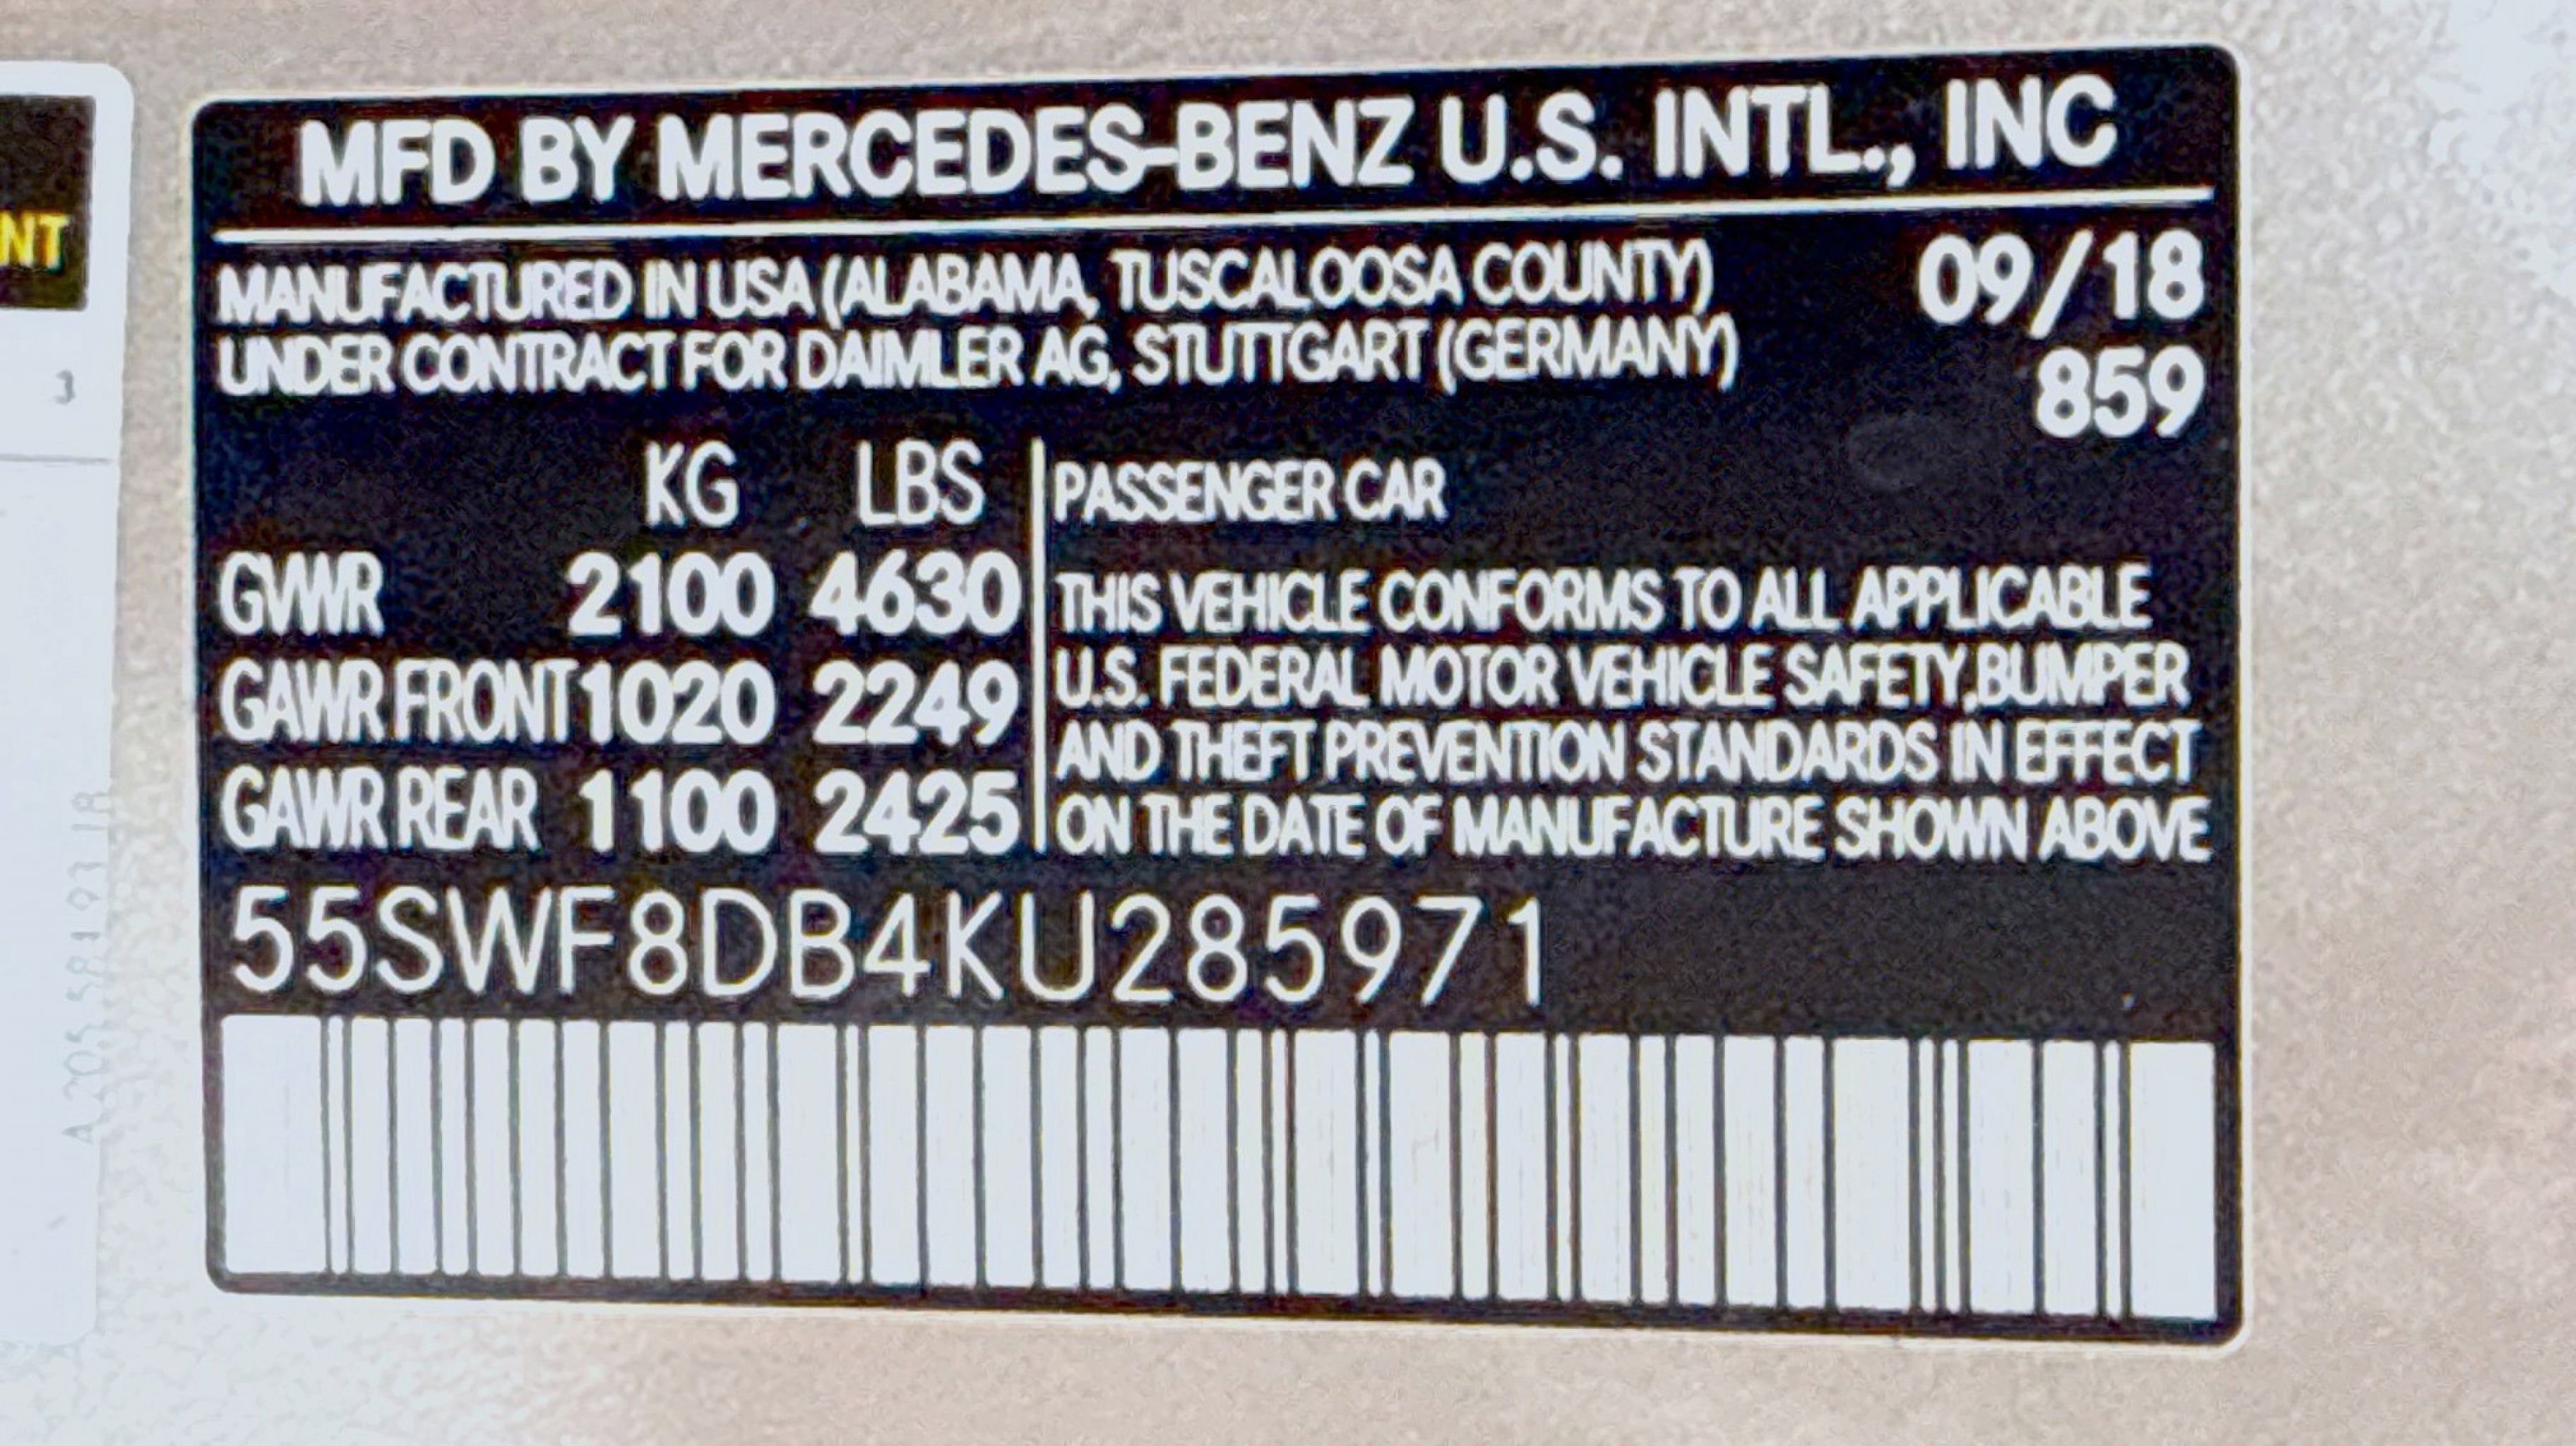 MFD BY MERCEDES-BENZ U.S. INTL., INC
MANUFACTURED IN USA (ALABAMA, TUSCALOOSA COUNTY) 09/18
UNDER CONTRACT FOR DAIMLER AG, STUTTGART (GERMANY) 859
KG LBS
GVWR 2100 4630
GAWR FRONT 1020 2249
GAWR REAR 1100 2425
PASSENGER CAR
THIS VEHICLE CONFORMS TO ALL APPLICABLE
U.S. FEDERAL MOTOR VEHICLE SAFETY,BUMPER
AND THEFT PREVENTION STANDARDS IN EFFECT
ON THE DATE OF MANUFACTURE SHOWN ABOVE
55SWF8DB4KU285971
NT
3